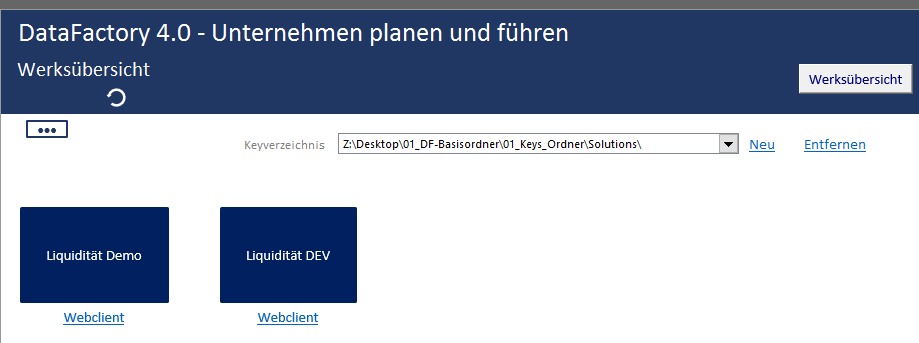 DataFactory 4.0 - Unternehmen planen und führen
Werksübersicht
Werksübersicht
Keyverzeichnis Z:\Desktop\01_DF-Basisordner\01_Keys_Ordner\Solutions\ Neu Entfernen
Liquidität Demo Liquidität DEV
Webclient Webclient